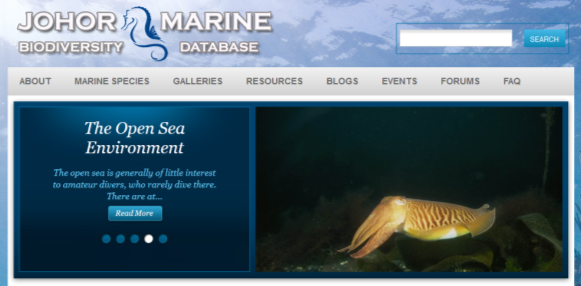 JOHOR MARINE
BIODIVERSITY DATABASE
SEARCH
ABOUT MARINE SPECIES GALLERIES RESOURCES BLOGS EVENTS FORUMS FAQ
The Open Sea
Environment
The open sea is generally of little interest
to amateur divers, who rarely dive there.
There are at...
Read More